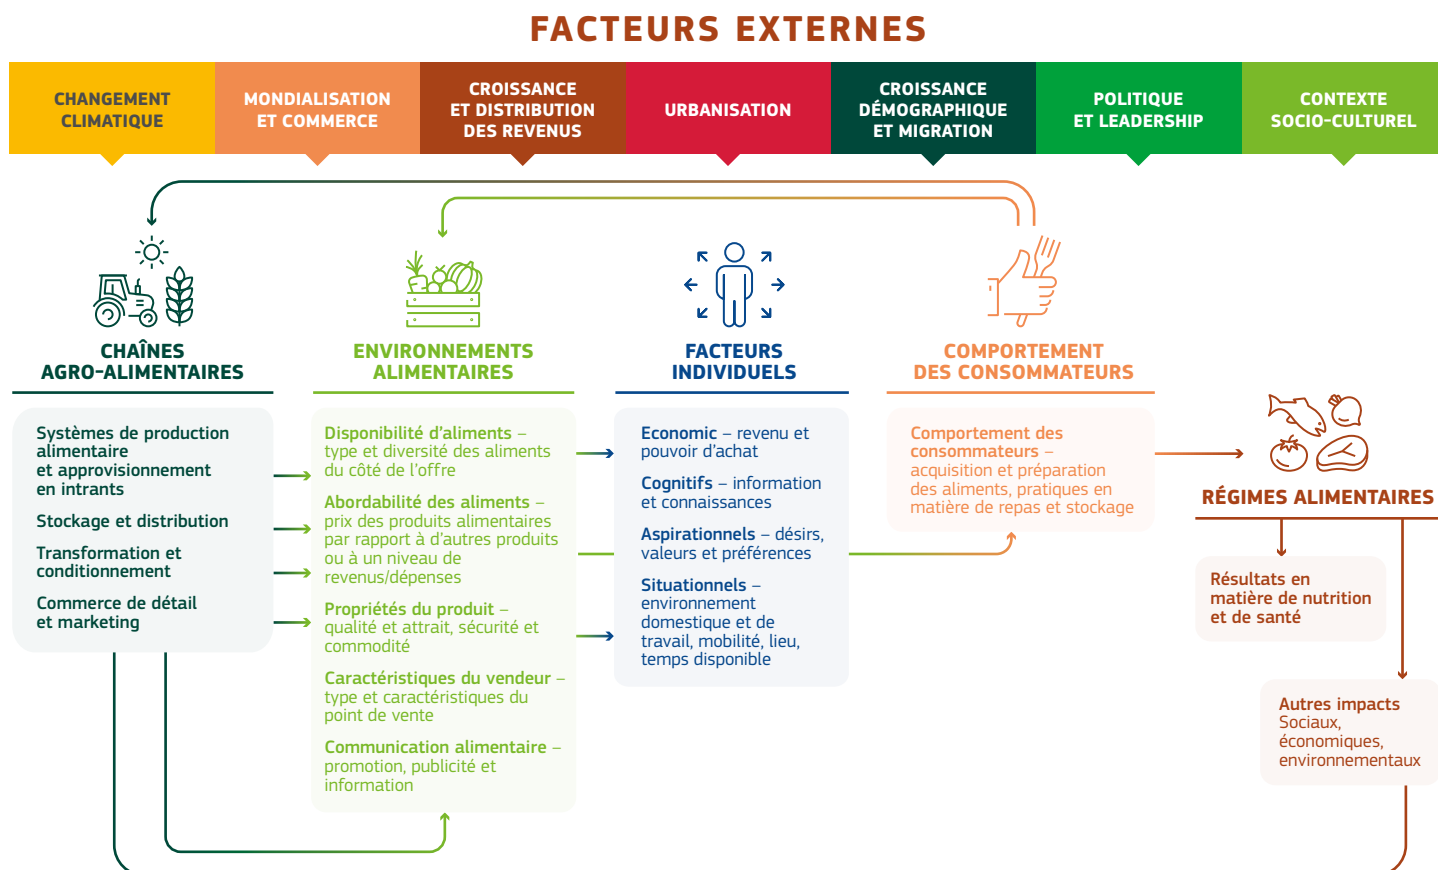 FACTEURS EXTERNES
CHANGEMENT
CLIMATIQUE
MONDIALISATION
ET COMMERCE
CROISSANCE
ET DISTRIBUTION
DES REVENUS
URBANISATION
CROISSANCE
DÉMOGRAPHIQUE
ET MIGRATION
POLITIQUE
ET LEADERSHIP
CONTEXTE
SOCIO-CULTUREL
CHAÎNES
AGRO-ALIMENTAIRES
Systèmes de production
alimentaire
et approvisionnement
en intrants
Stockage et distribution
Transformation et
conditionnement
Commerce de détail
et marketing
ENVIRONNEMENTS
ALIMENTAIRES
Disponibilité d'aliments –
type et diversité des aliments
du côté de l'offre
Abordabilité des aliments –
prix des produits alimentaires
par rapport à d'autres produits
ou à un niveau de
revenus/dépenses
Propriétés du produit –
qualité et attrait, sécurité et
commodité
Caractéristiques du vendeur –
type et caractéristiques du
point de vente
Communication alimentaire –
promotion, publicité et
information
FACTEURS
INDIVIDUELS
Economic – revenu et
pouvoir d'achat
Cognitifs – information
et connaissances
Aspirationnels – désirs,
valeurs et préférences
Situationnels –
environnement
domestique et de
travail, mobilité, lieu,
temps disponible
COMPORTEMENT
DES CONSOMMATEURS
Comportement des
consommateurs –
acquisition et préparation
des aliments, pratiques en
matière de repas et stockage
RÉGIMES ALIMENTAIRES
Résultats en
matière de nutrition
et de santé
Autres impacts
Sociaux,
économiques,
environnementaux